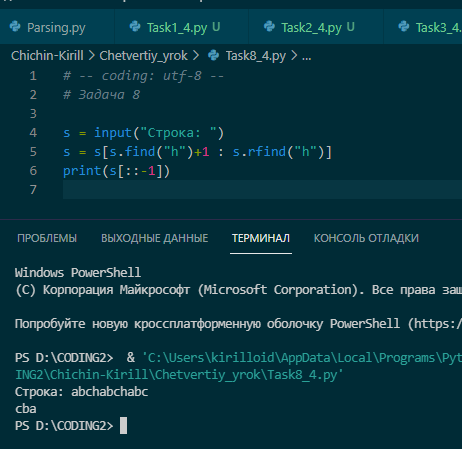 Parsing.py Task1_4.py U Task2_4.py U Task3_4.
Chichin-Kirill > Chetvertiy_yrok > Task8_4.py > ...
1 # -- coding: utf-8 --
2 # Задача 8
3
4 s = input("Строка: ")
5 s = s[s.find("h")+1 : s.rfind("h")]
6 print(s[::-1])
7
ПРОБЛЕМЫ ВЫХОДНЫЕ ДАННЫЕ ТЕРМИНАЛ КОНСОЛЬ ОТЛАДКИ
Windows PowerShell
(C) Корпорация Майкрософт (Microsoft Corporation). Все права защ
Попробуйте новую кроссплатформенную оболочку PowerShell (https:/
PS D:\CODING2> & 'C:\Users\kirilloid\AppData\Local\Programs\Pyt
ING2\Chichin-Kirill\Chetvertiy_yrok\Task8_4.py'
Строка: abchabchabc
cba
PS D:\CODING2>